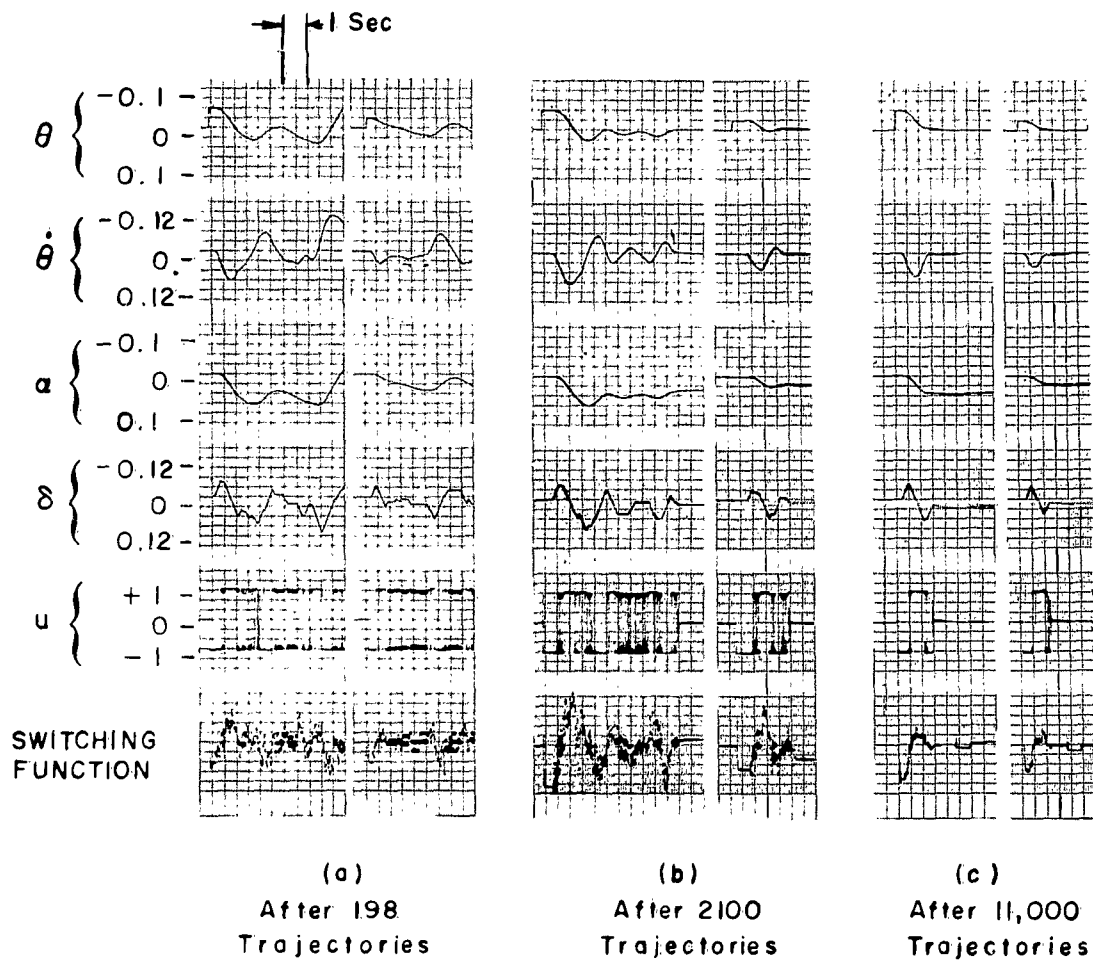 1 Sec
θ { -0.1
0
0.1
θ̇ { -0.12
0
0.12
α { -0.1
0
0.1
δ { -0.12
0
0.12
u { +1
0
-1
SWITCHING
FUNCTION
(a)
After 198
Trajectories
(b)
After 2100
Trajectories
(c)
After 11,000
Trajectories